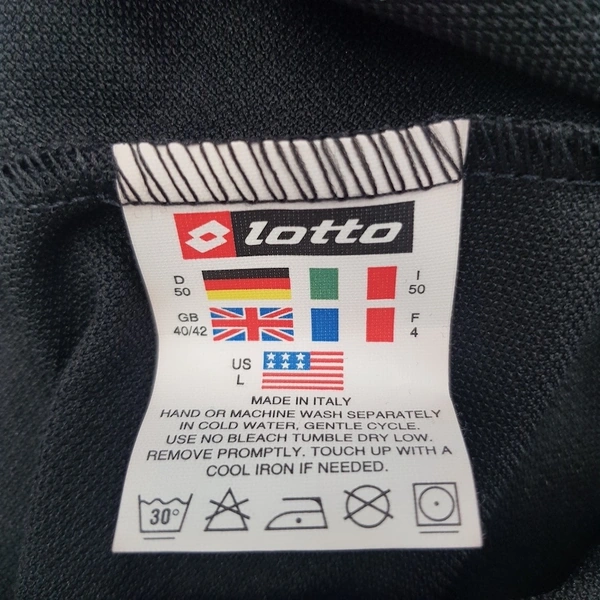 lotto
D I
50 50
GB F
40/42 4
US
L
MADE IN ITALY
HAND OR MACHINE WASH SEPARATELY
IN COLD WATER, GENTLE CYCLE.
USE NO BLEACH TUMBLE DRY LOW.
REMOVE PROMPTLY. TOUCH UP WITH A
COOL IRON IF NEEDED.
30°